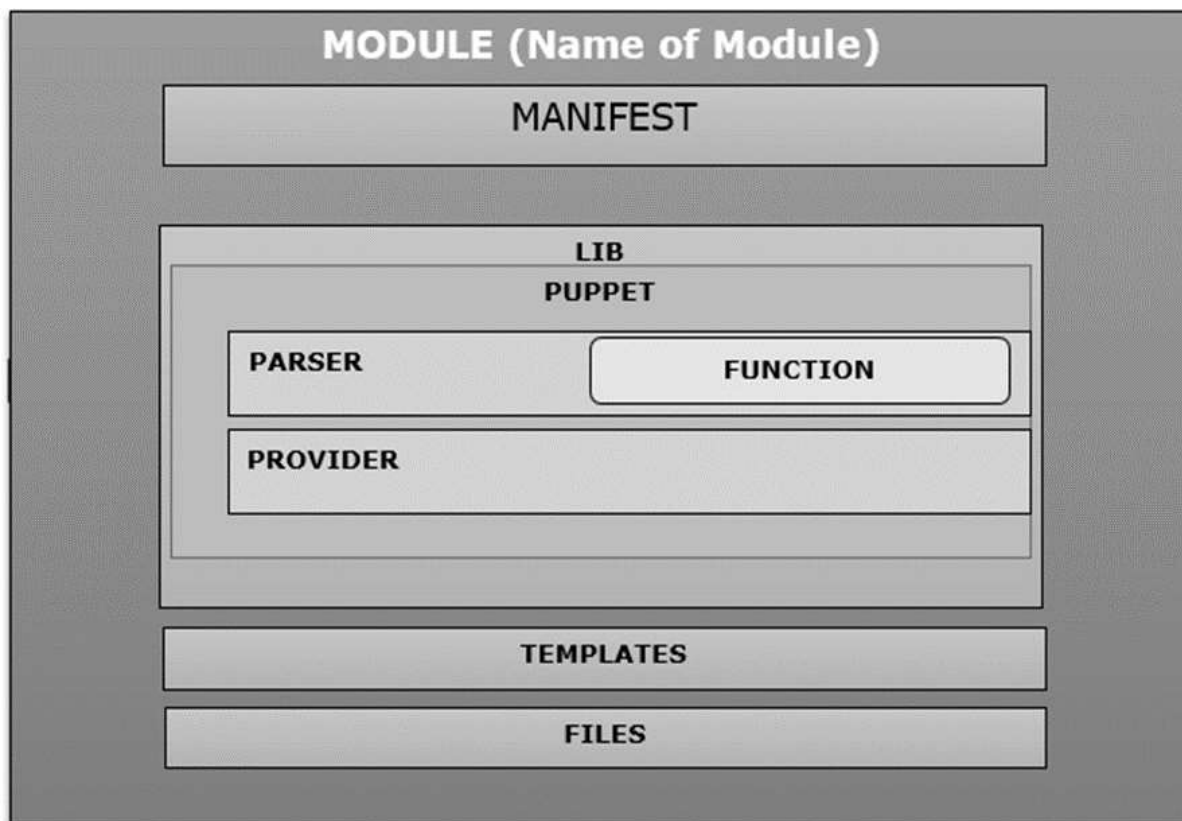 MODULE (Name of Module)
MANIFEST
LIB
PUPPET
PARSER
FUNCTION
PROVIDER
TEMPLATES
FILES